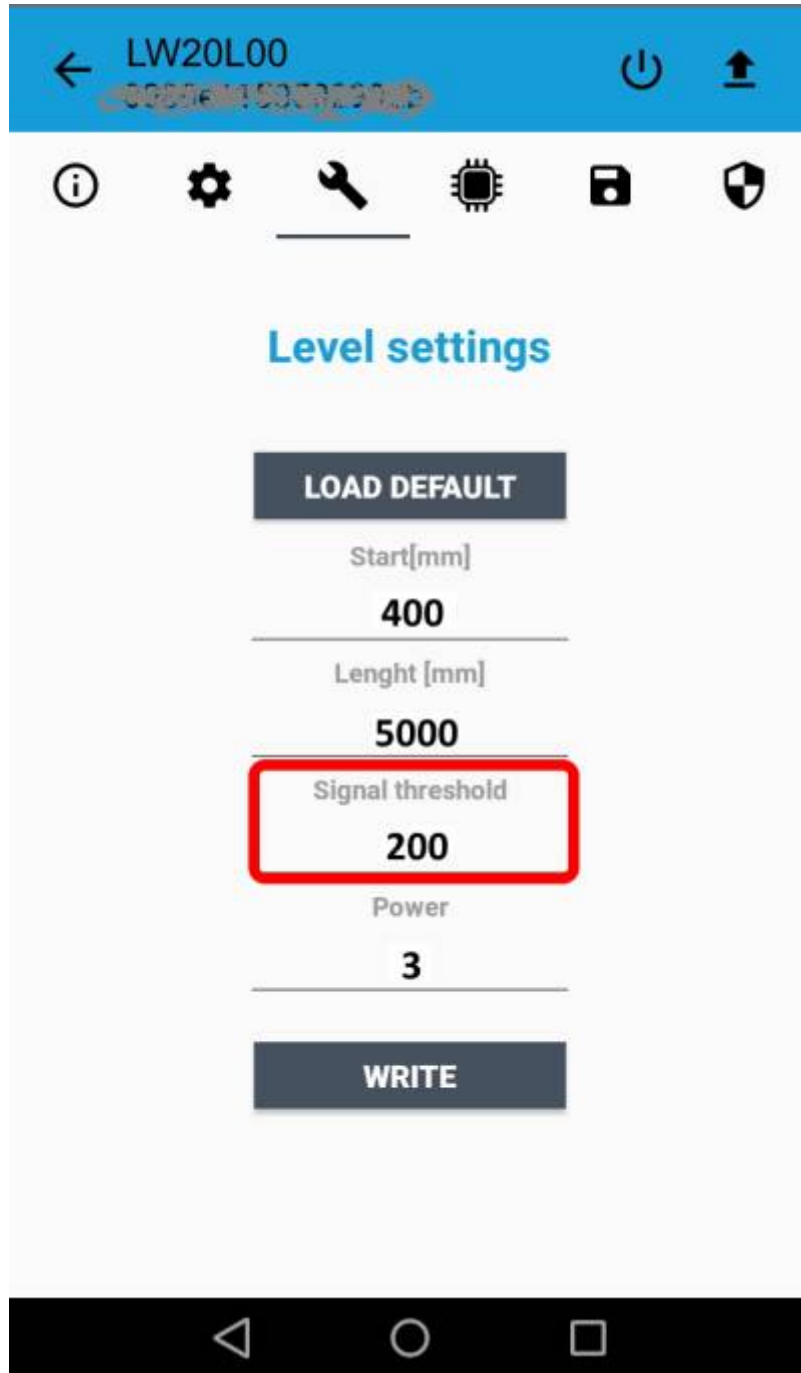 LW20L00
Level settings
LOAD DEFAULT
Start[mm]
400
Lenght [mm]
5000
Signal threshold
200
Power
3
WRITE